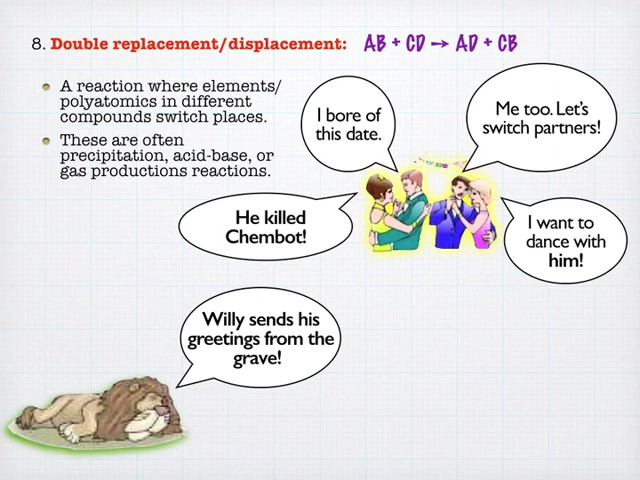 8. Double replacement/displacement: AB + CD → AD + CB
A reaction where elements/
polyatomics in different
compounds switch places.
These are often
precipitation, acid-base, or
gas productions reactions.
I bore of
this date.
Me too. Let's
switch partners!
He killed
Chembot!
I want to
dance with
him!
Willy sends his
greetings from the
grave!